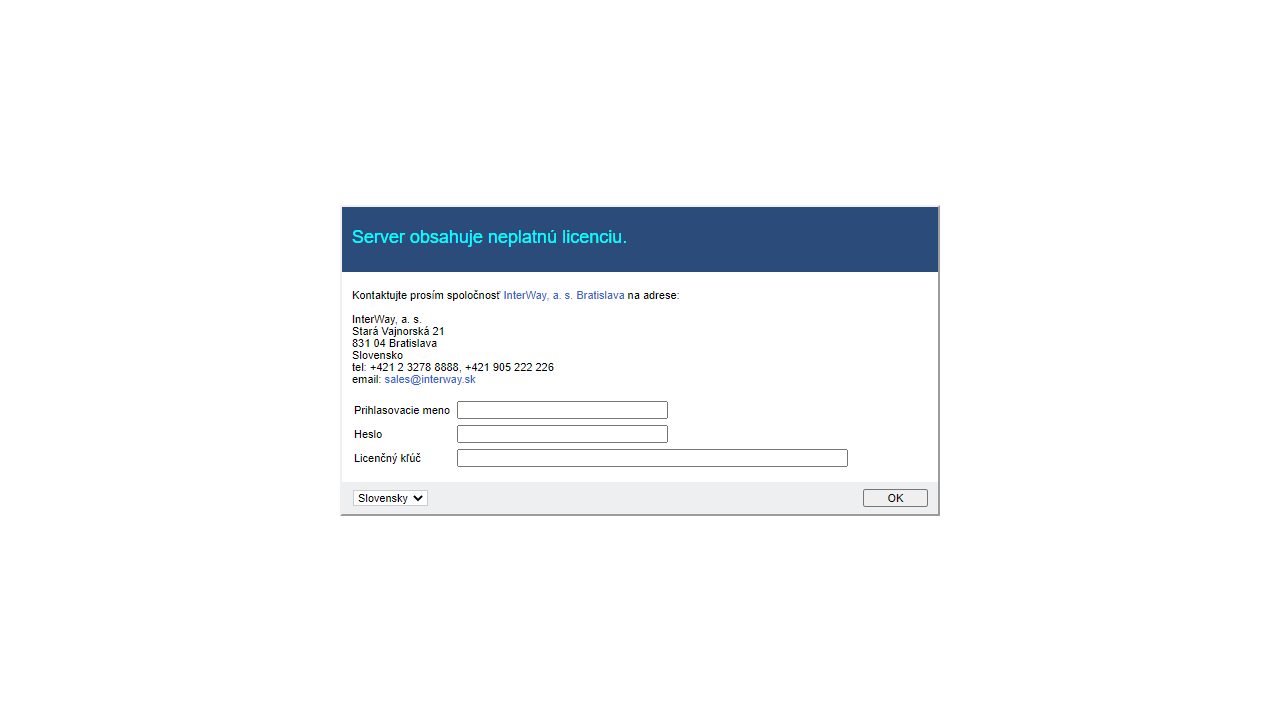 Server obsahuje neplatnú licenciu.
Kontaktujte prosím spoločnosť InterWay, a. s. Bratislava na adrese:
InterWay, a. s.
Stará Vajnorská 21
831 04 Bratislava
Slovensko
tel: +421 2 3278 8888, +421 905 222 226
email: sales@interway.sk
Prihlasovacie meno
Heslo
Licenčný kľúč
Slovensky OK